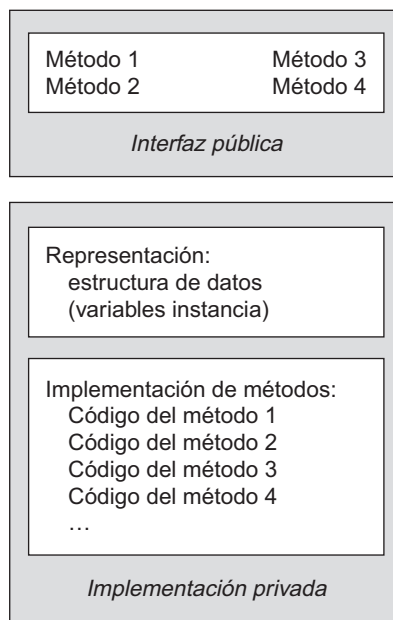 Método 1 Método 3
Método 2 Método 4
Interfaz pública
Representación:
estructura de datos
(variables instancia)
Implementación de métodos:
Código del método 1
Código del método 2
Código del método 3
Código del método 4
…
Implementación privada